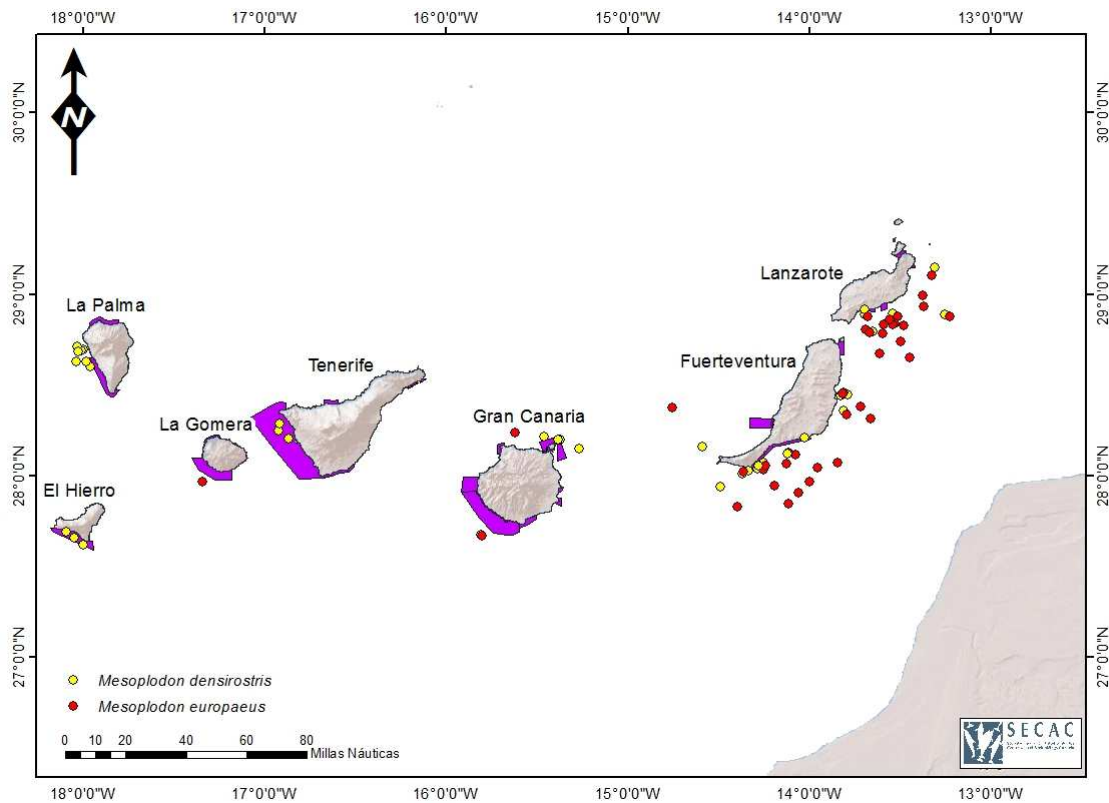 18°0'0"W 17°0'0"W 16°0'0"W 15°0'0"W 14°0'0"W 13°0'0"W
N
30°0'0"N 30°0'0"N
Lanzarote
29°0'0"N 29°0'0"N
La Palma
Tenerife
Fuerteventura
La Gomera
Gran Canaria
28°0'0"N 28°0'0"N
El Hierro
27°0'0"N 27°0'0"N
Mesoplodon densirostris
Mesoplodon europaeus
0 10 20 40 60 80
Millas Náuticas
SECAC
18°0'0"W 17°0'0"W 16°0'0"W 15°0'0"W 14°0'0"W 13°0'0"W